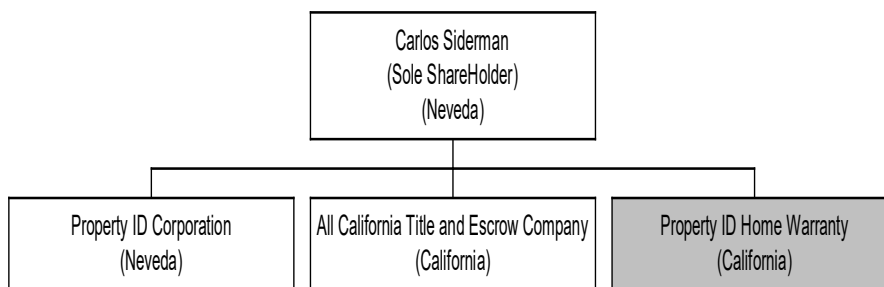 Carlos Siderman
(Sole ShareHolder)
(Neveda)
Property ID Corporation
(Neveda)
All California Title and Escrow Company
(California)
Property ID Home Warranty
(California)